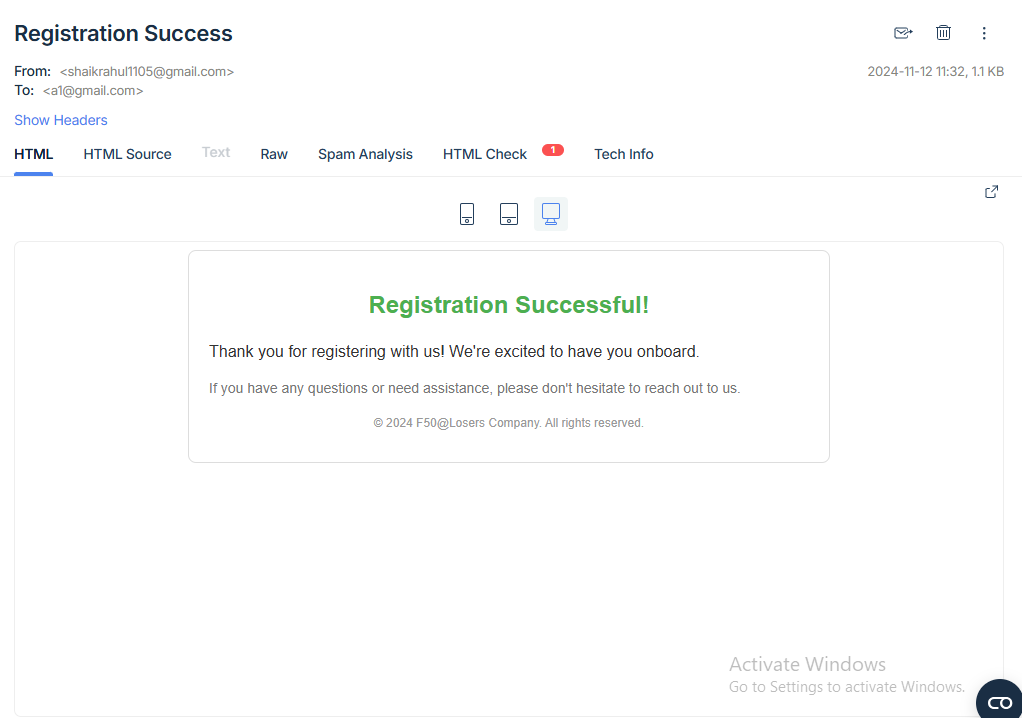 Registration Success
From: <shaikrahul1105@gmail.com>
2024-11-12 11:32, 1.1 KB
To: <a1@gmail.com>
Show Headers
HTML HTML Source Text Raw Spam Analysis HTML Check 1 Tech Info
Registration Successful!
Thank you for registering with us! We're excited to have you onboard.
If you have any questions or need assistance, please don't hesitate to reach out to us.
© 2024 F50@Losers Company. All rights reserved.
Activate Windows
Go to Settings to activate Windows.